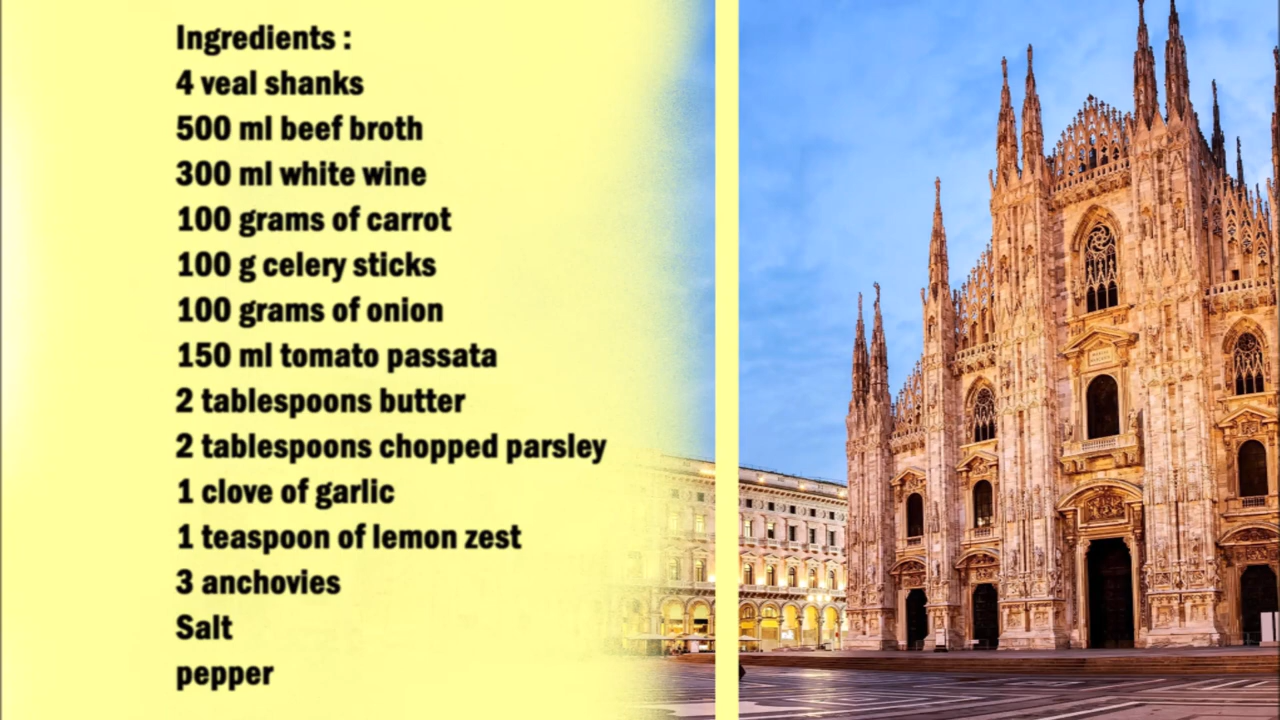 Ingredients :
4 veal shanks
500 ml beef broth
300 ml white wine
100 grams of carrot
100 g celery sticks
100 grams of onion
150 ml tomato passata
2 tablespoons butter
2 tablespoons chopped parsley
1 clove of garlic
1 teaspoon of lemon zest
3 anchovies
Salt
pepper